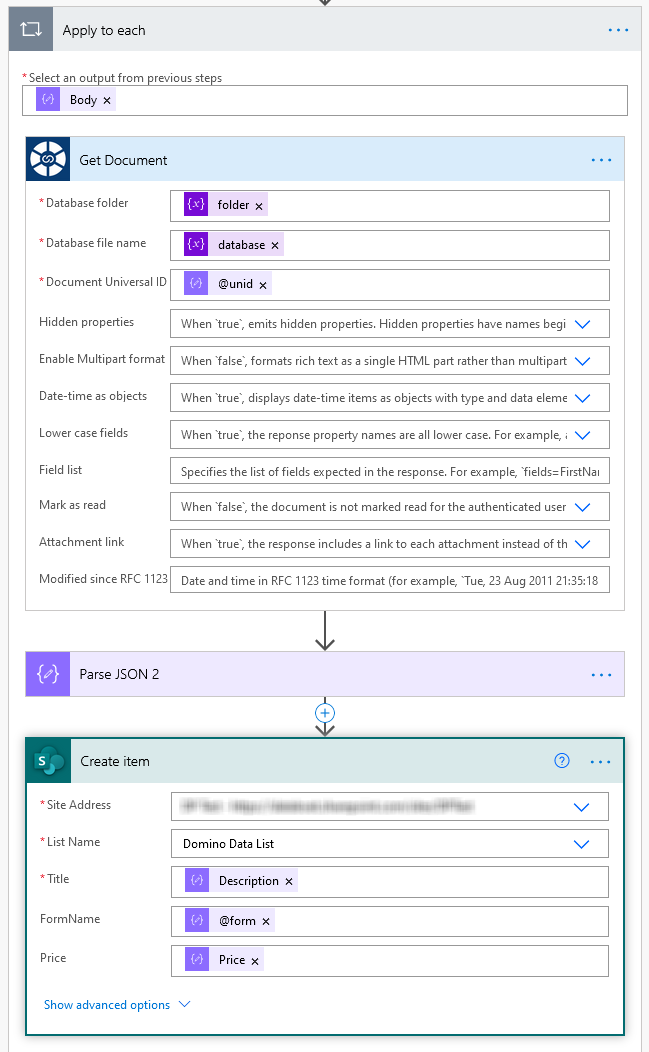 Apply to each
* Select an output from previous steps
Body ×
Get Document
* Database folder
{x} folder ×
* Database file name
{x} database ×
* Document Universal ID
@unid ×
Hidden properties
When `true`, emits hidden properties. Hidden properties have names begi
Enable Multipart format
When `false`, formats rich text as a single HTML part rather than multipart
Date-time as objects
When `true`, displays date-time items as objects with type and data eleme
Lower case fields
When `true`, the reponse property names are all lower case. For example,
Field list
Specifies the list of fields expected in the response. For example, `fields=FirstNa
Mark as read
When `false`, the document is not marked read for the authenticated user
Attachment link
When `true`, the response includes a link to each attachment instead of th
Modified since RFC 1123
Date and time in RFC 1123 time format (for example, `Tue, 23 Aug 2011 21:35:18
Parse JSON 2
S
Create item
* Site Address
* List Name
Domino Data List
* Title
Description ×
FormName
@form ×
Price
Price ×
Show advanced options